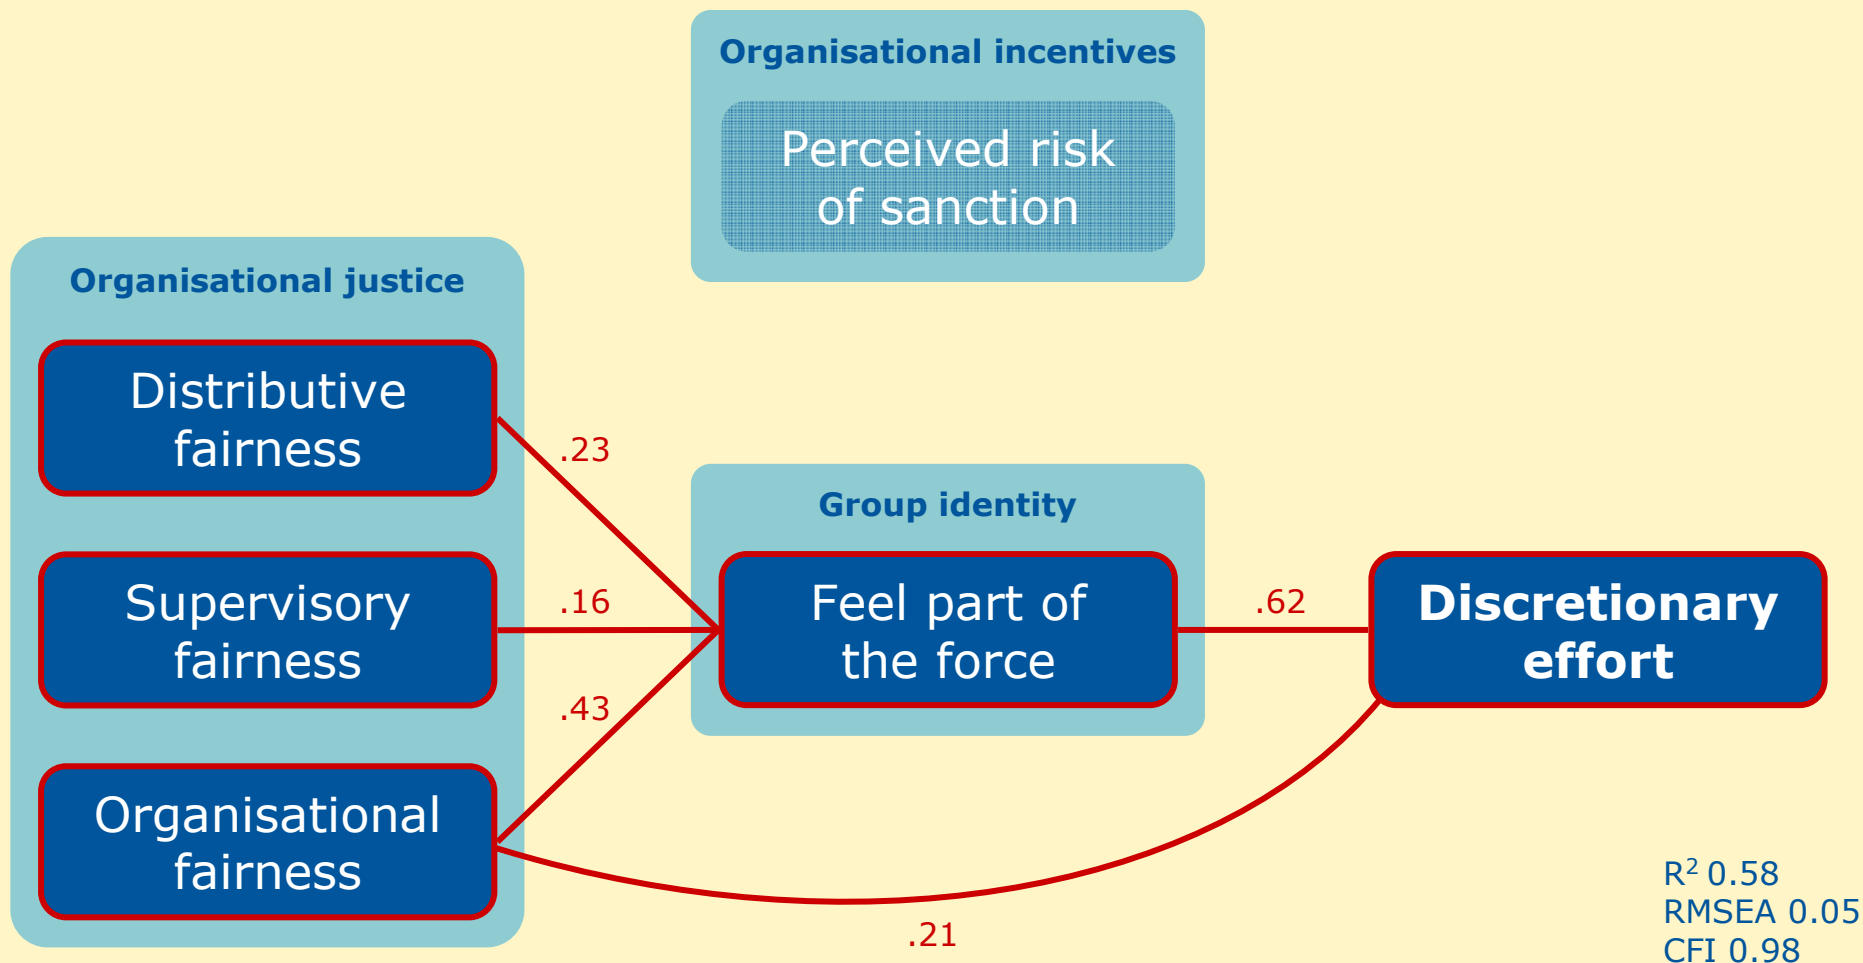 Organisational incentives
Perceived risk
of sanction
Organisational justice
Distributive
fairness
.23
Group identity
Supervisory
fairness
.16
Feel part of
the force
.62
Discretionary
effort
.43
Organisational
fairness
.21
R² 0.58
RMSEA 0.05
CFI 0.98